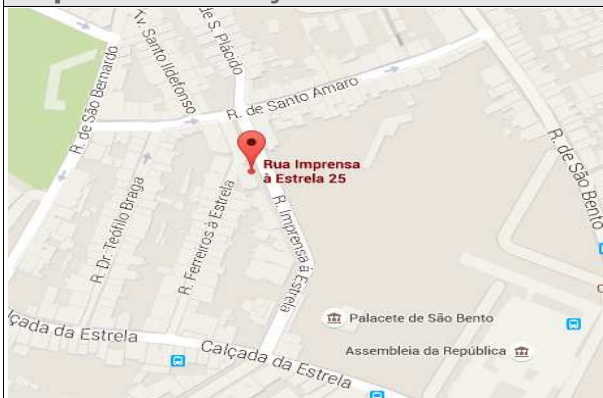 Tv. Santo Ildefonso
de S. Plácido
R. de São Bernardo
R. de Santo Amaro
Rua Imprensa
à Estrela 25
R. de São Bento
R. Dr. Teófilo Braga
R. Ferreiros à Estrela
R. Imprensa à Estrela
Palacete de São Bento
lçada da Estrela
Calçada da Estrela
Assembleia da República